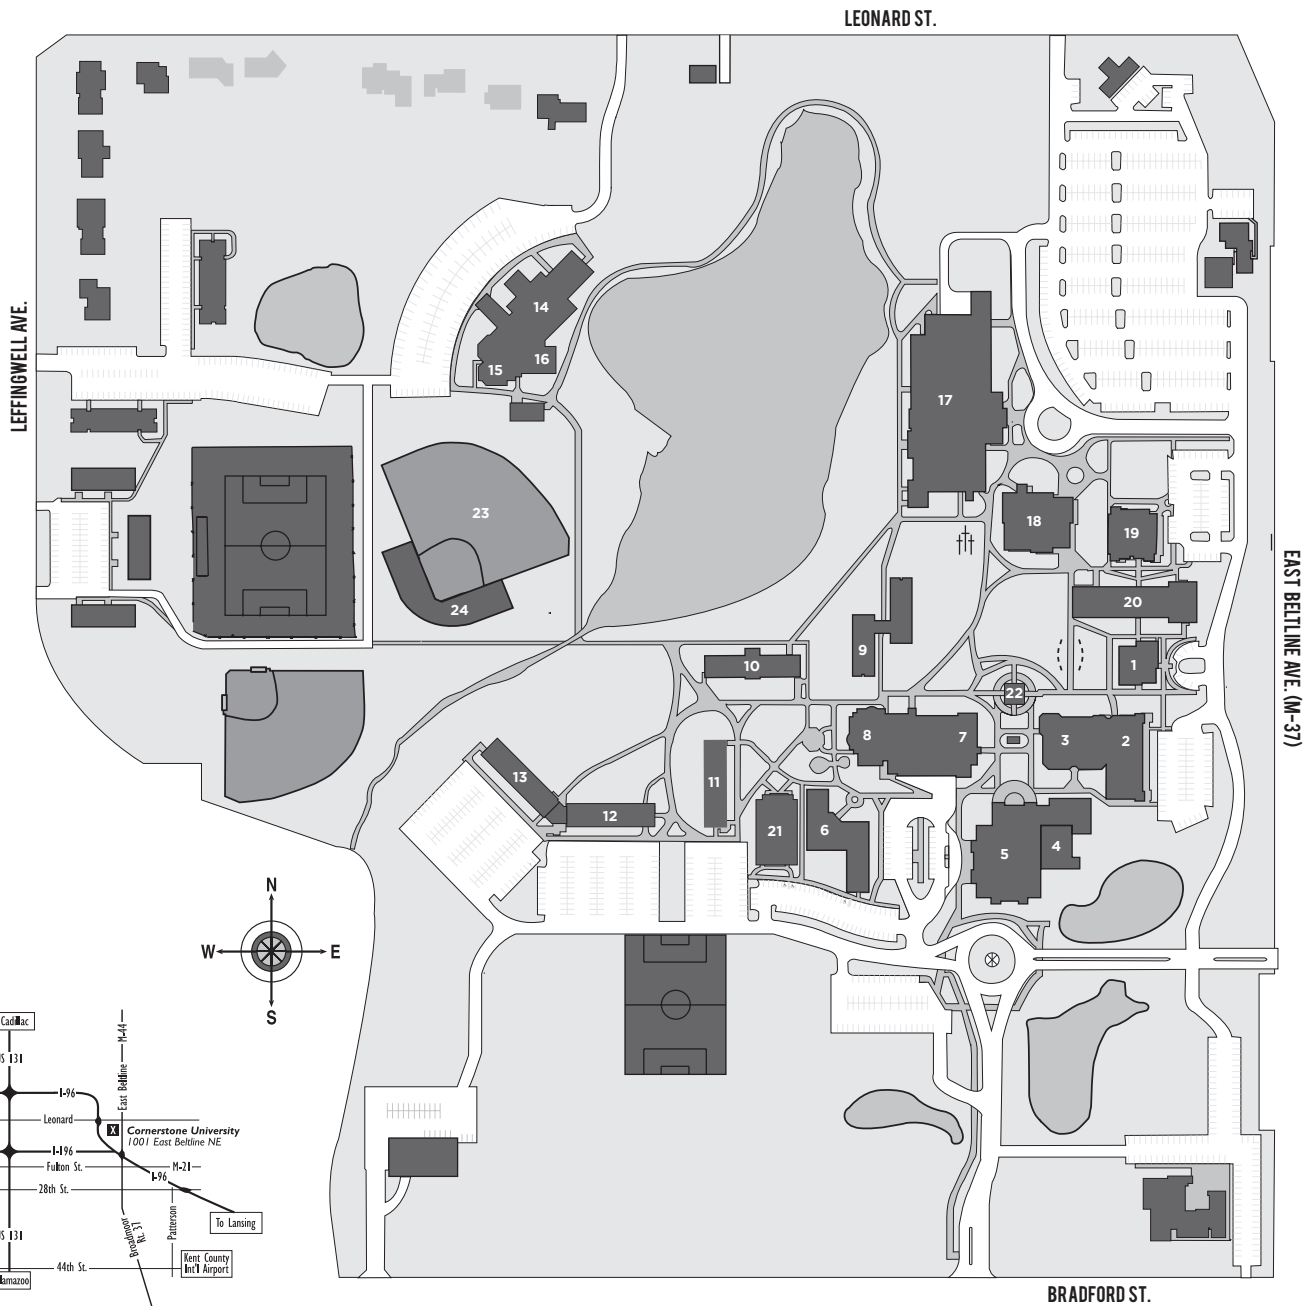 LEONARD ST.
LEFFINGWELL AVE.
EAST BELTLINE AVE. (M-37)
14
16
15
17
23
18
19
24
20
9
10
1
22
8
7
3
2
13
11
12
21
6
5
4
N
W
E
S
Cadillac
US 131
M-44
East Beltline
I-96
Leonard
X
Cornerstone University
1001 East Beltline NE
I-196
Fulton St.
M-21
I-96
28th St.
To Lansing
Broadmoor
Rt. 37
Patterson
US 131
Kent County
Int'l Airport
44th St.
lamazoo
BRADFORD ST.